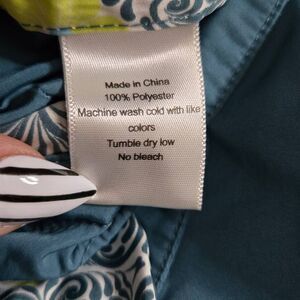 Made in China
100% Polyester
Machine wash cold with like
colors
Tumble dry low
No bleach